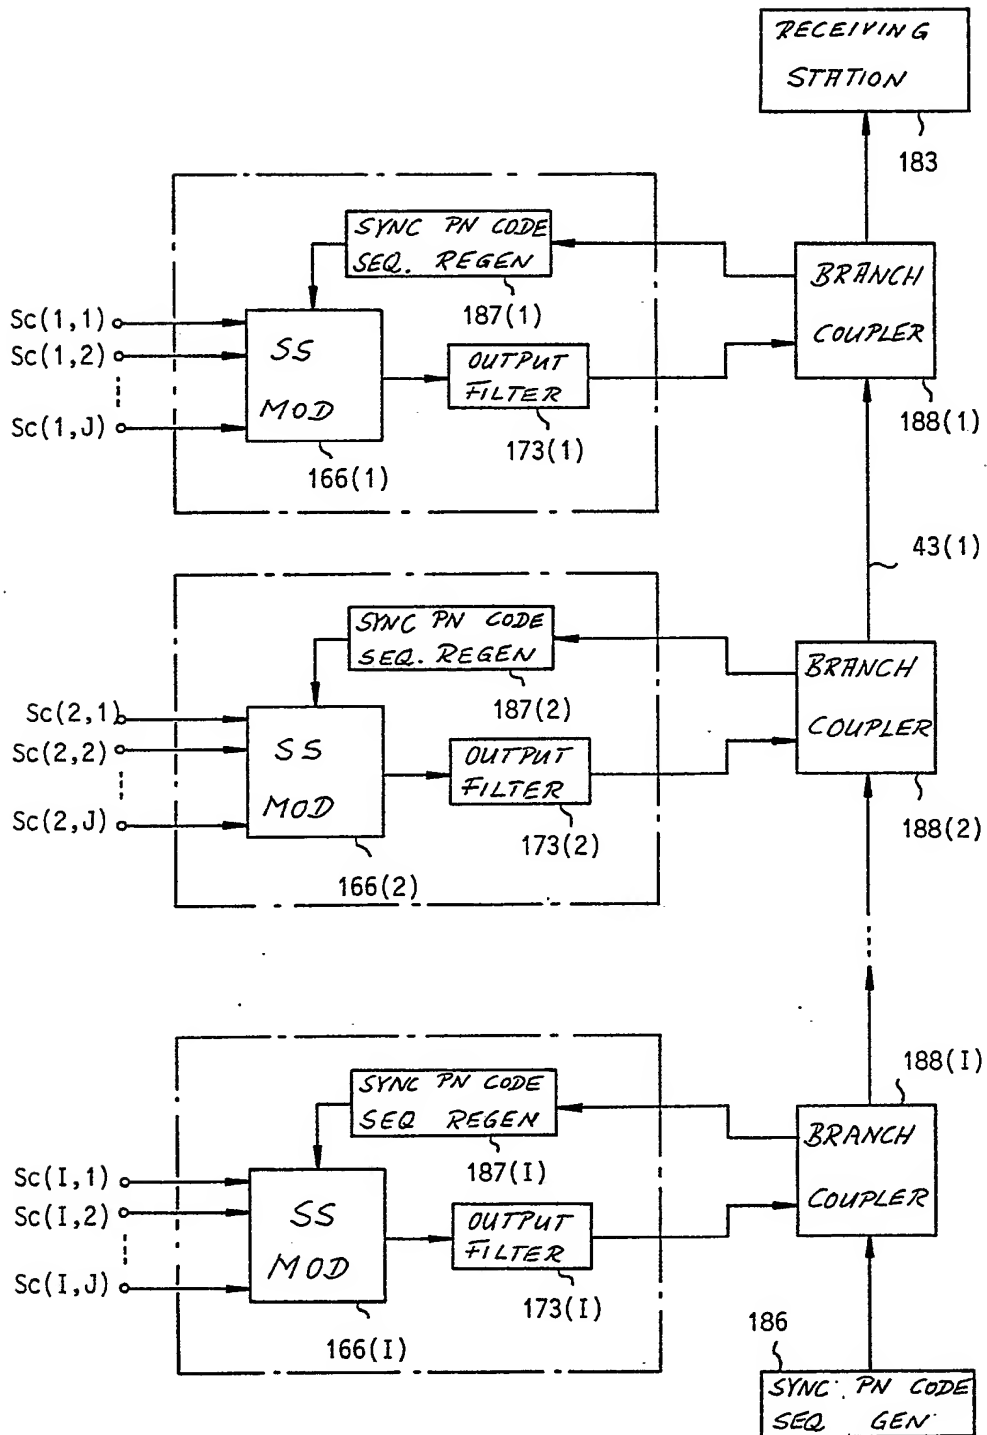 RECEIVING
STATION
183
SYNC PN CODE
SEQ. REGEN
187(1)
BRANCH
COUPLER
188(1)
Sc(1,1)
Sc(1,2)
Sc(1,J)
SS
MOD
166(1)
OUTPUT
FILTER
173(1)
43(1)
SYNC PN CODE
SEQ. REGEN
187(2)
BRANCH
COUPLER
188(2)
Sc(2,1)
Sc(2,2)
Sc(2,J)
SS
MOD
166(2)
OUTPUT
FILTER
173(2)
188(I)
SYNC PN CODE
SEQ REGEN
187(I)
BRANCH
COUPLER
Sc(I,1)
Sc(I,2)
Sc(I,J)
SS
MOD
166(I)
OUTPUT
FILTER
173(I)
186
SYNC PN CODE
SEQ GEN